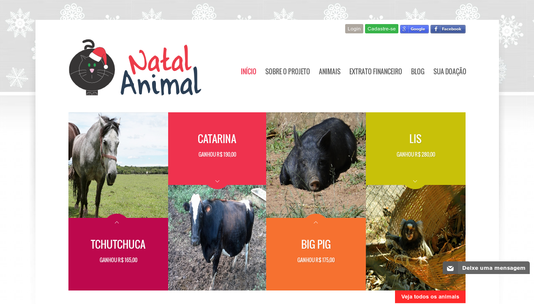 Login
Cadastre-se
Google
Facebook
Natal
Animal
INÍCIO
SOBRE O PROJETO
ANIMAIS
EXTRATO FINANCEIRO
BLOG
SUA DOAÇÃO
CATARINA
GANHOU R$ 190,00
LIS
GANHOU R$ 280,00
TCHUTCHUCA
GANHOU R$ 165,00
BIG PIG
GANHOU R$ 175,00
Deixe uma mensagem
Veja todos os animais